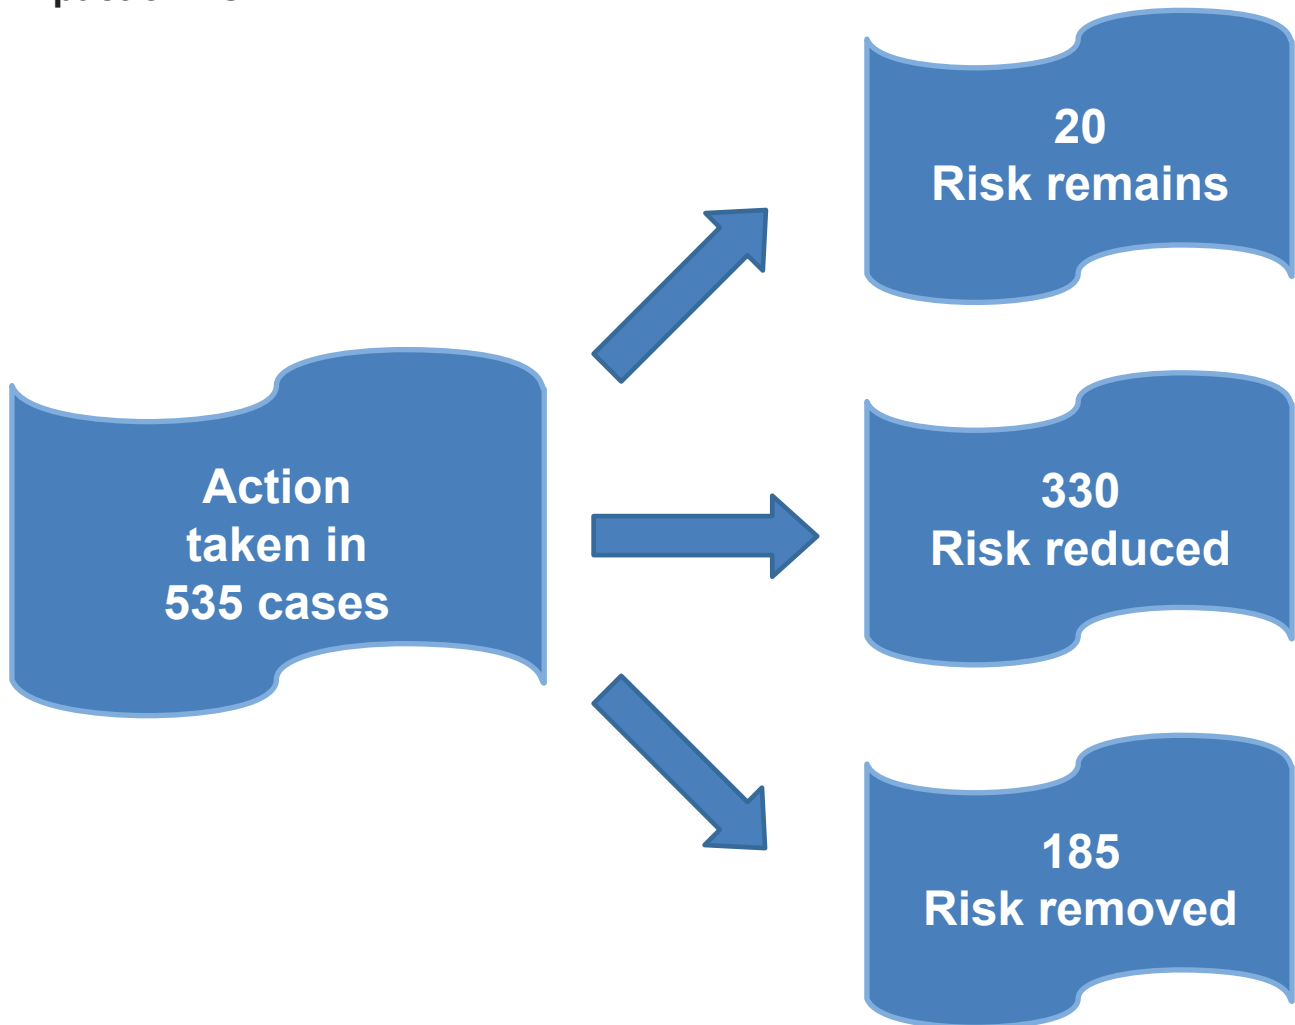 Action
taken in
535 cases
20
Risk remains
330
Risk reduced
185
Risk removed